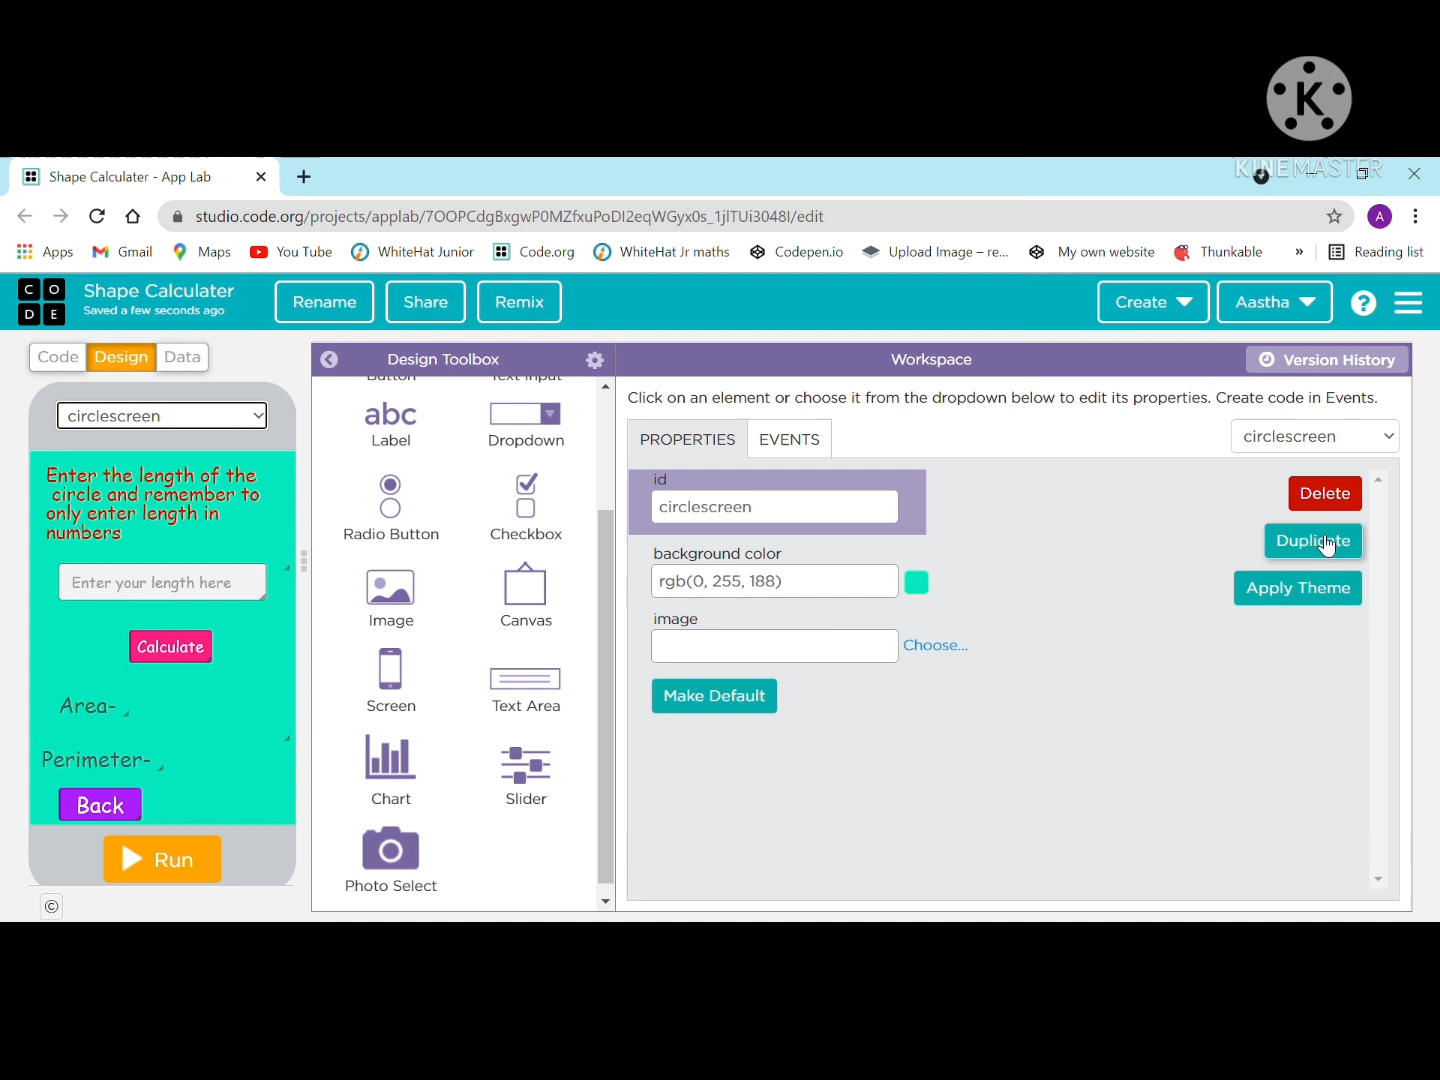 K
KINEMASTER
Shape Calculater - App Lab
studio.code.org/projects/applab/7OOPCdgBxgwP0MZfxuPoDI2eqWGyx0s_1jlTUi3048I/edit
A
Apps
Gmail
Maps
You Tube
WhiteHat Junior
Code.org
WhiteHat Jr maths
Codepen.io
Upload Image – re...
My own website
Thunkable
»
Reading list
C O
D E
Shape Calculater
Saved a few seconds ago
Rename
Share
Remix
Create
Aastha
?
Code
Design
Data
Design Toolbox
Workspace
Version History
circlescreen
Enter the length of the
circle and remember to
only enter length in
numbers
Enter your length here
Calculate
Area-
Perimeter-
Back
Run
©
Button
Text Input
abc
Label
Dropdown
Radio Button
Checkbox
Image
Canvas
Screen
Text Area
Chart
Slider
Photo Select
Click on an element or choose it from the dropdown below to edit its properties. Create code in Events.
PROPERTIES
EVENTS
circlescreen
id
circlescreen
Delete
background color
Duplicate
rgb(0, 255, 188)
Apply Theme
image
Choose...
Make Default